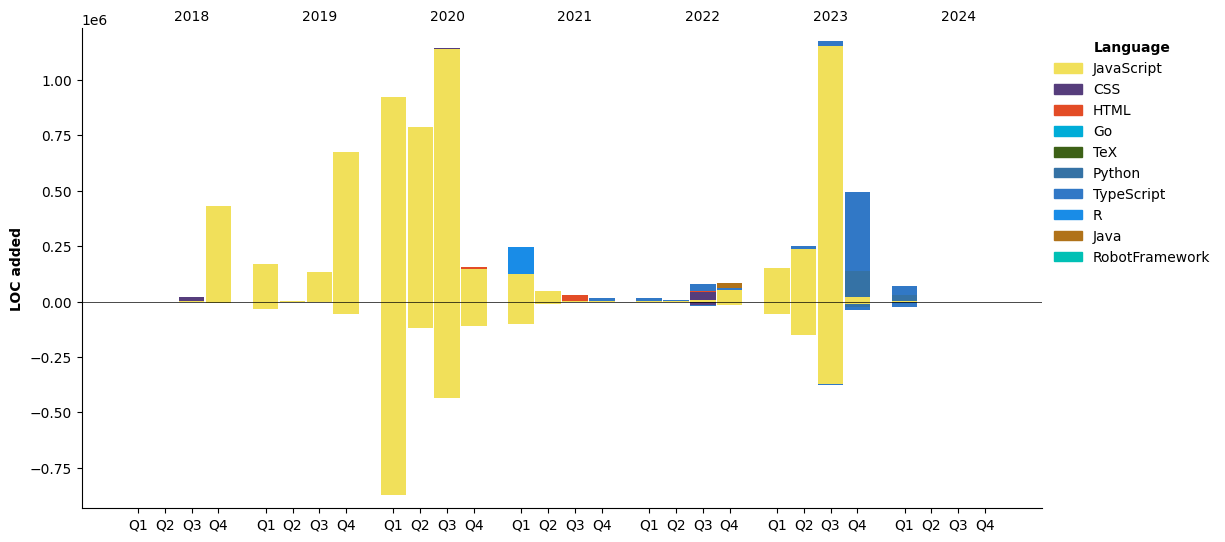 2018 2019 2020 2021 2022 2023 2024
1e6
Language
JavaScript
CSS
HTML
Go
TeX
Python
TypeScript
R
Java
RobotFramework
LOC added
1.00
0.75
0.50
0.25
0.00
−0.25
−0.50
−0.75
Q1 Q2 Q3 Q4 Q1 Q2 Q3 Q4 Q1 Q2 Q3 Q4 Q1 Q2 Q3 Q4 Q1 Q2 Q3 Q4 Q1 Q2 Q3 Q4 Q1 Q2 Q3 Q4